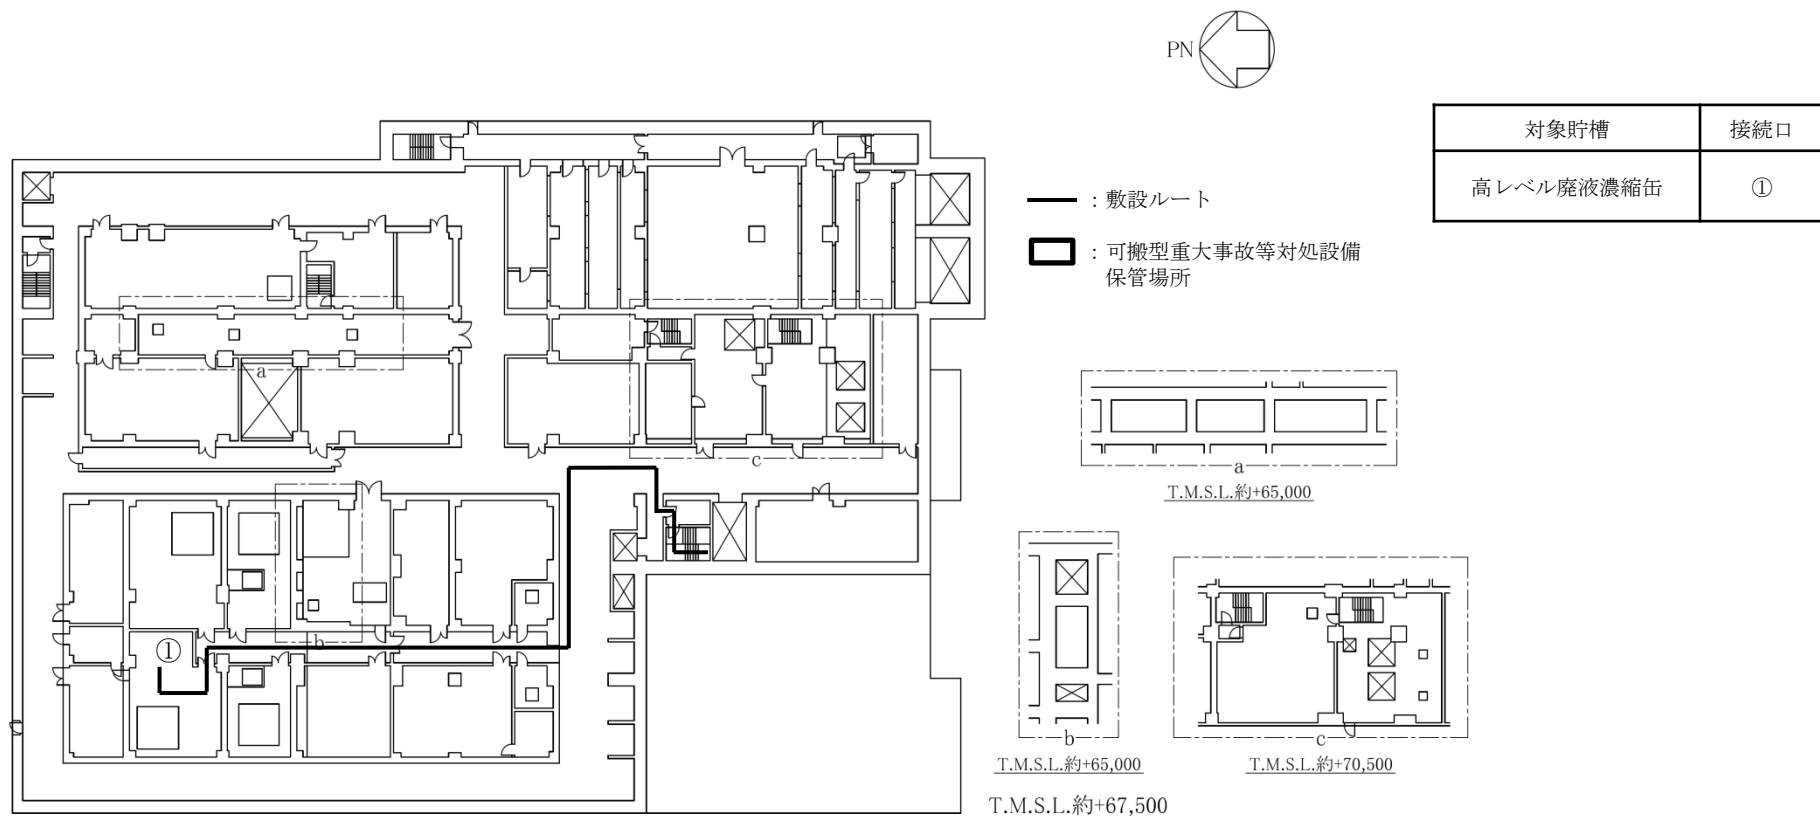 PN
対象貯槽 接続口
高レベル廃液濃縮缶 ①
：敷設ルート
：可搬型重大事故等対処設備
保管場所
a
c
b
①
a
T.M.S.L.約+65,000
b
T.M.S.L.約+65,000
c
T.M.S.L.約+70,500
T.M.S.L.約+67,500